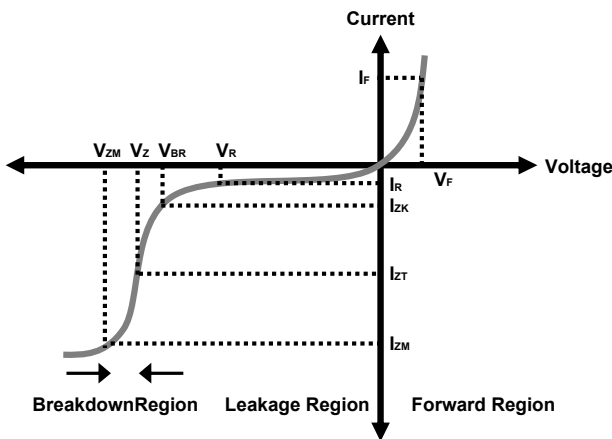 Current
IF
VZM VZ VBR VR
Voltage
VF
IR
IZK
IZT
IZM
BreakdownRegion Leakage Region Forward Region